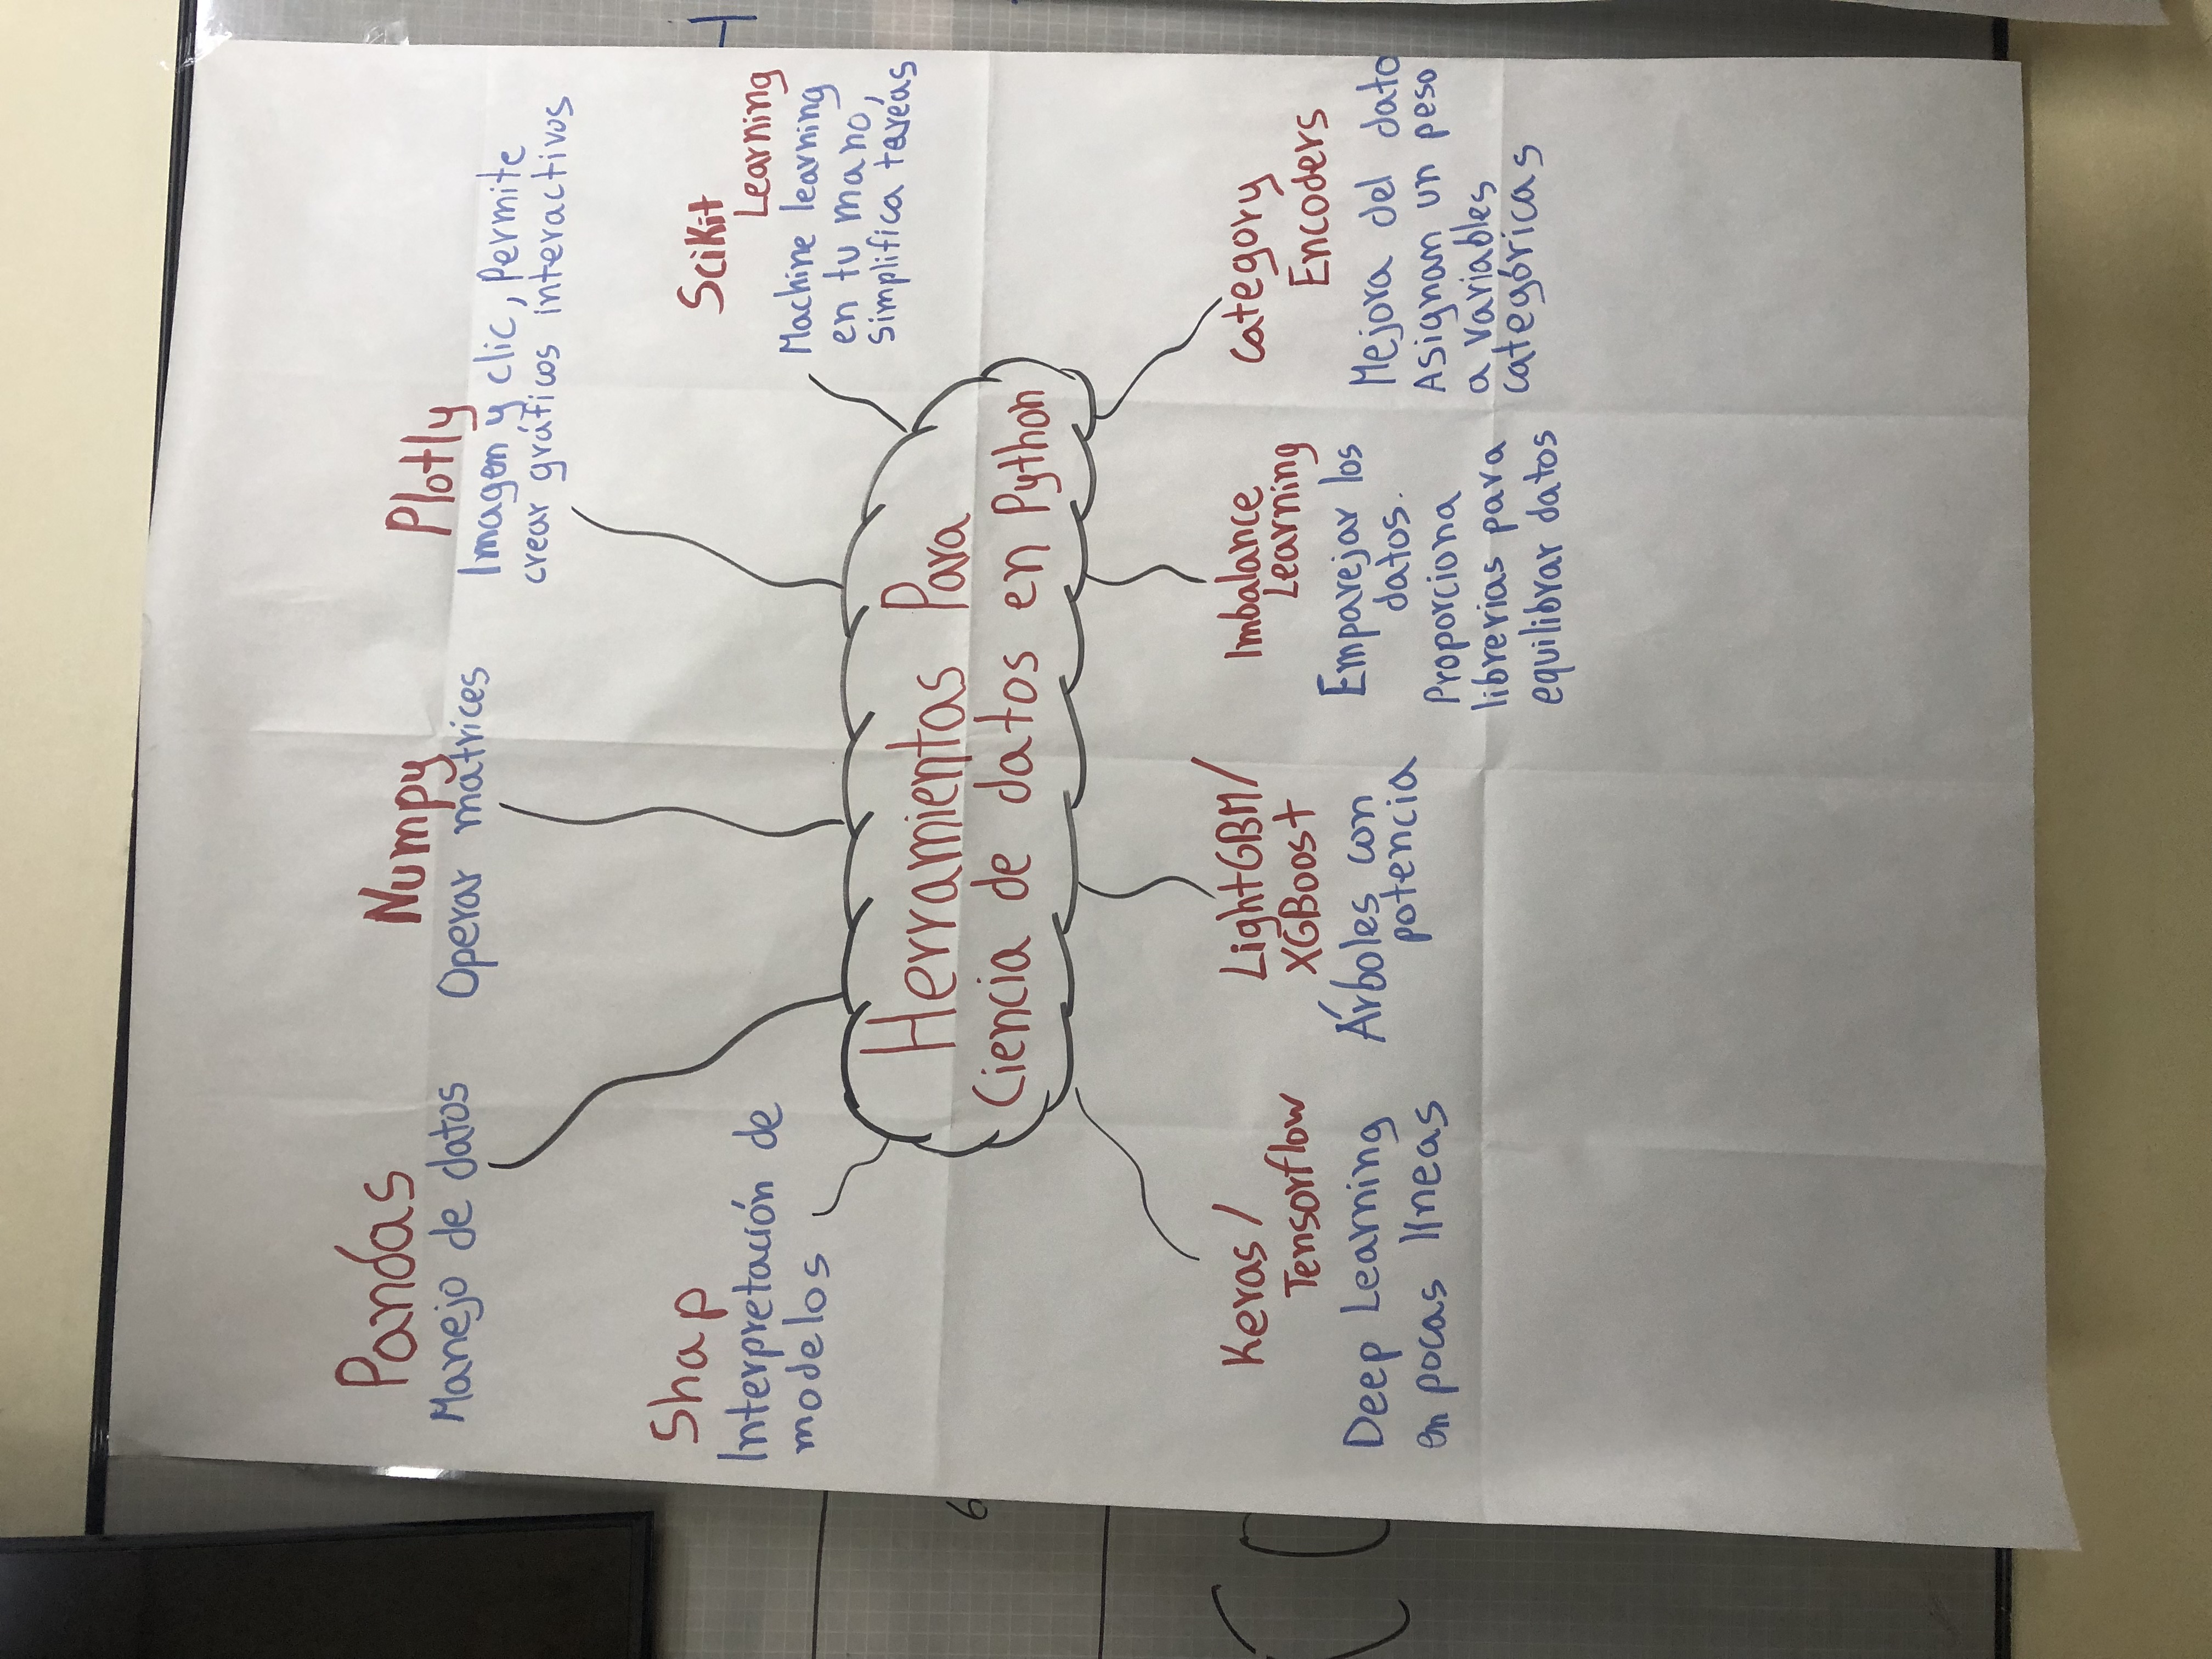 Pandas
Manejo de datos
Numpy
Operar matrices
Plotly
Imagen y clic, Permite
crear gráficos interactivos
Shap
Interpretación de
modelos
Scikit
Learning
Machine learning
en tu mano,
Simplifica tareas
Herramientas Para
Ciencia de datos en Python
Keras /
Tensorflow
Deep Learning
en pocas líneas
LightGBM/
XGBoost
Árboles con
potencia
Imbalance
Learning
Emparejar los
datos.
Proporciona
librerias para
equilibrar datos
Category
Encoders
Mejora del dato
Asignam un peso
a variables
categóricas
6